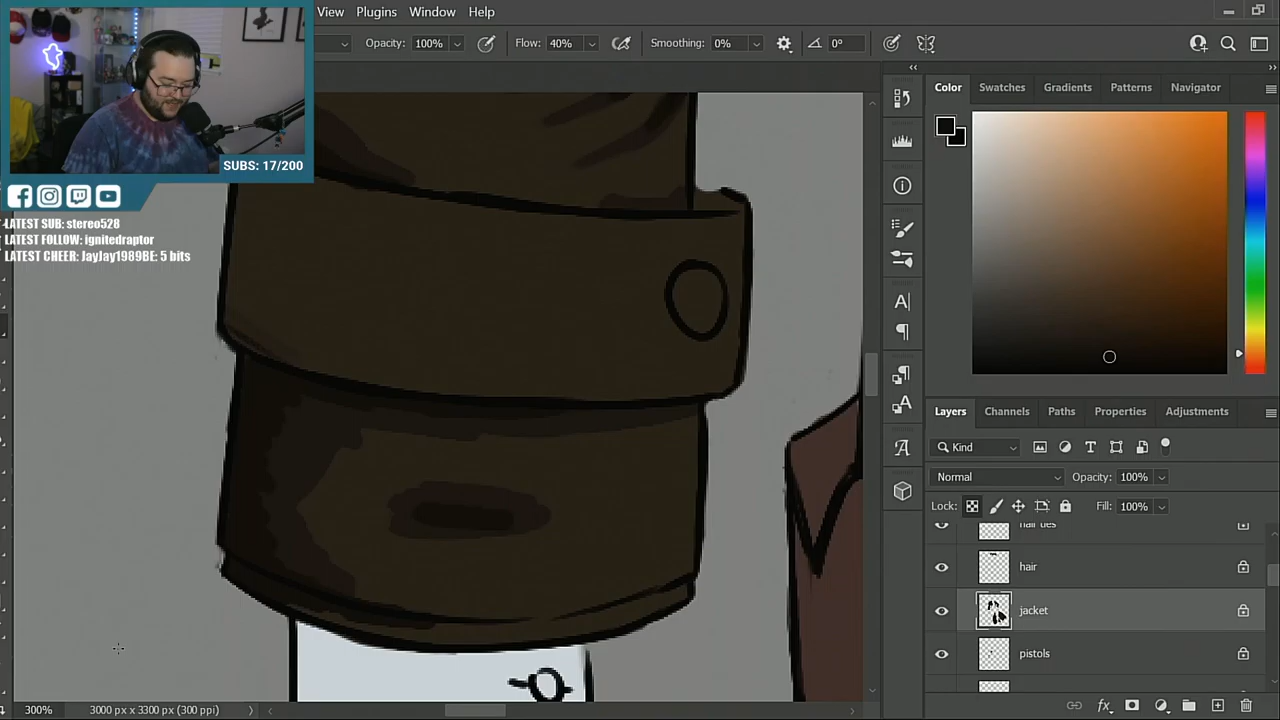 View Plugins Window Help
Opacity: 100% Flow: 40% Smoothing: 0% 0°
SUBS: 17/200
LATEST SUB: stereo528
LATEST FOLLOW: ignitedraptor
LATEST CHEER: JayJay1989BE: 5 bits
Color Swatches Gradients Patterns Navigator
Layers Channels Paths Properties Adjustments
Kind
Normal Opacity: 100%
Lock: Fill: 100%
hair ties
hair
jacket
pistols
300% 3000 px x 3300 px (300 ppi)